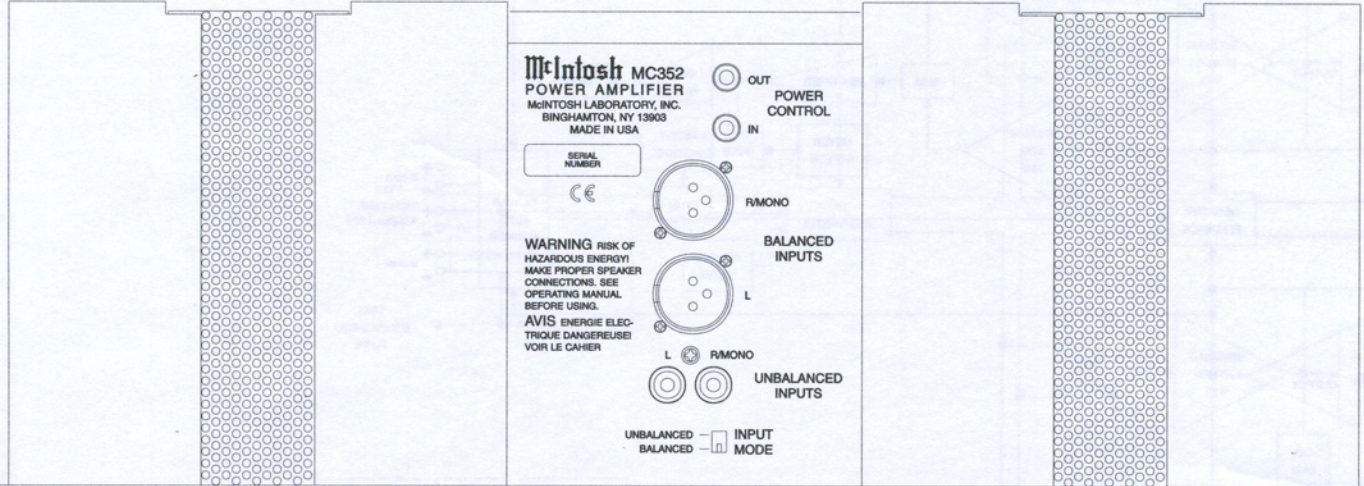 McIntosh MC352
POWER AMPLIFIER
McINTOSH LABORATORY, INC.
BINGHAMTON, NY 13903
MADE IN USA
SERIAL
NUMBER
CE
WARNING RISK OF
HAZARDOUS ENERGY!
MAKE PROPER SPEAKER
CONNECTIONS. SEE
OPERATING MANUAL
BEFORE USING.
AVIS ENERGIE ELEC-
TRIQUE DANGEREUSE!
VOIR LE CAHIER
OUT
POWER
CONTROL
IN
R/MONO
BALANCED
INPUTS
L
L R/MONO
UNBALANCED
INPUTS
UNBALANCED
BALANCED
INPUT
MODE